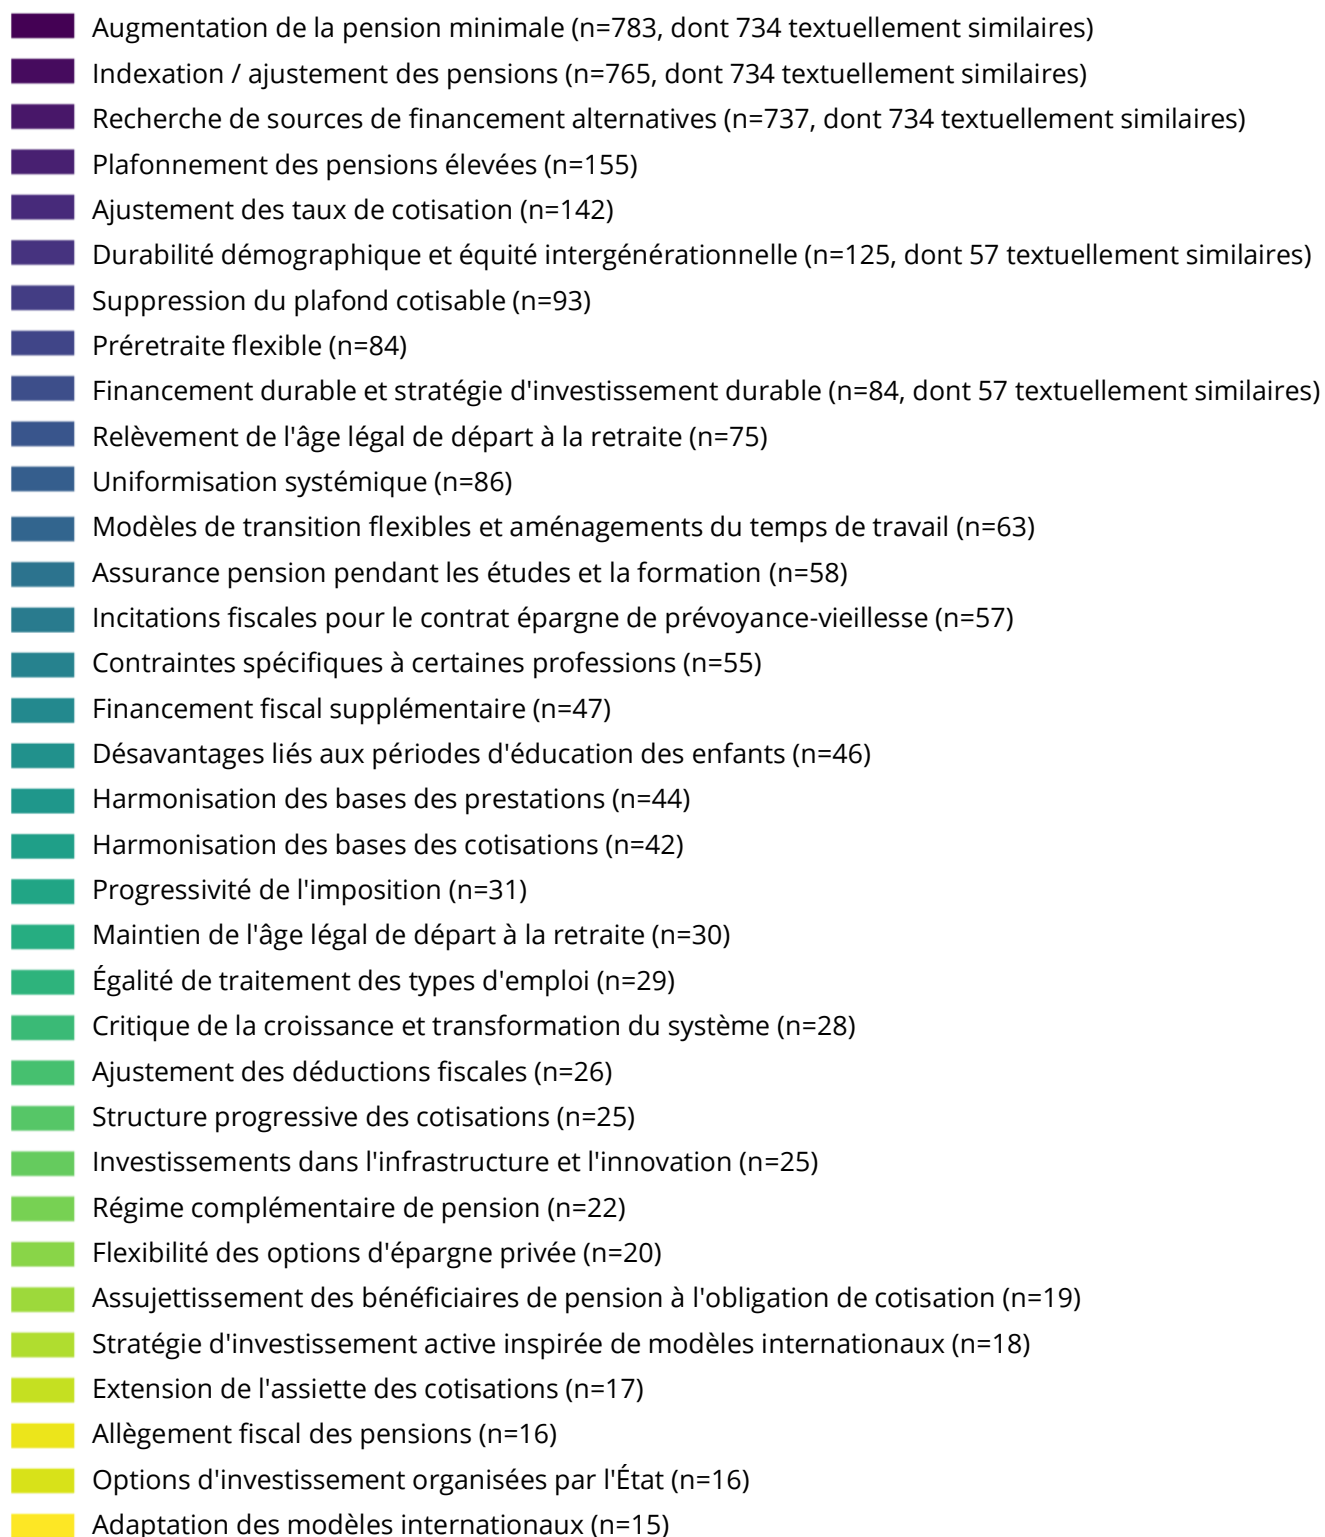 Augmentation de la pension minimale (n=783, dont 734 textuellement similaires)
Indexation / ajustement des pensions (n=765, dont 734 textuellement similaires)
Recherche de sources de financement alternatives (n=737, dont 734 textuellement similaires)
Plafonnement des pensions élevées (n=155)
Ajustement des taux de cotisation (n=142)
Durabilité démographique et équité intergénérationnelle (n=125, dont 57 textuellement similaires)
Suppression du plafond cotisable (n=93)
Préretraite flexible (n=84)
Financement durable et stratégie d'investissement durable (n=84, dont 57 textuellement similaires)
Relèvement de l'âge légal de départ à la retraite (n=75)
Uniformisation systémique (n=86)
Modèles de transition flexibles et aménagements du temps de travail (n=63)
Assurance pension pendant les études et la formation (n=58)
Incitations fiscales pour le contrat épargne de prévoyance-vieillesse (n=57)
Contraintes spécifiques à certaines professions (n=55)
Financement fiscal supplémentaire (n=47)
Désavantages liés aux périodes d'éducation des enfants (n=46)
Harmonisation des bases des prestations (n=44)
Harmonisation des bases des cotisations (n=42)
Progressivité de l'imposition (n=31)
Maintien de l'âge légal de départ à la retraite (n=30)
Égalité de traitement des types d'emploi (n=29)
Critique de la croissance et transformation du système (n=28)
Ajustement des déductions fiscales (n=26)
Structure progressive des cotisations (n=25)
Investissements dans l'infrastructure et l'innovation (n=25)
Régime complémentaire de pension (n=22)
Flexibilité des options d'épargne privée (n=20)
Assujettissement des bénéficiaires de pension à l'obligation de cotisation (n=19)
Stratégie d'investissement active inspirée de modèles internationaux (n=18)
Extension de l'assiette des cotisations (n=17)
Allègement fiscal des pensions (n=16)
Options d'investissement organisées par l'État (n=16)
Adaptation des modèles internationaux (n=15)